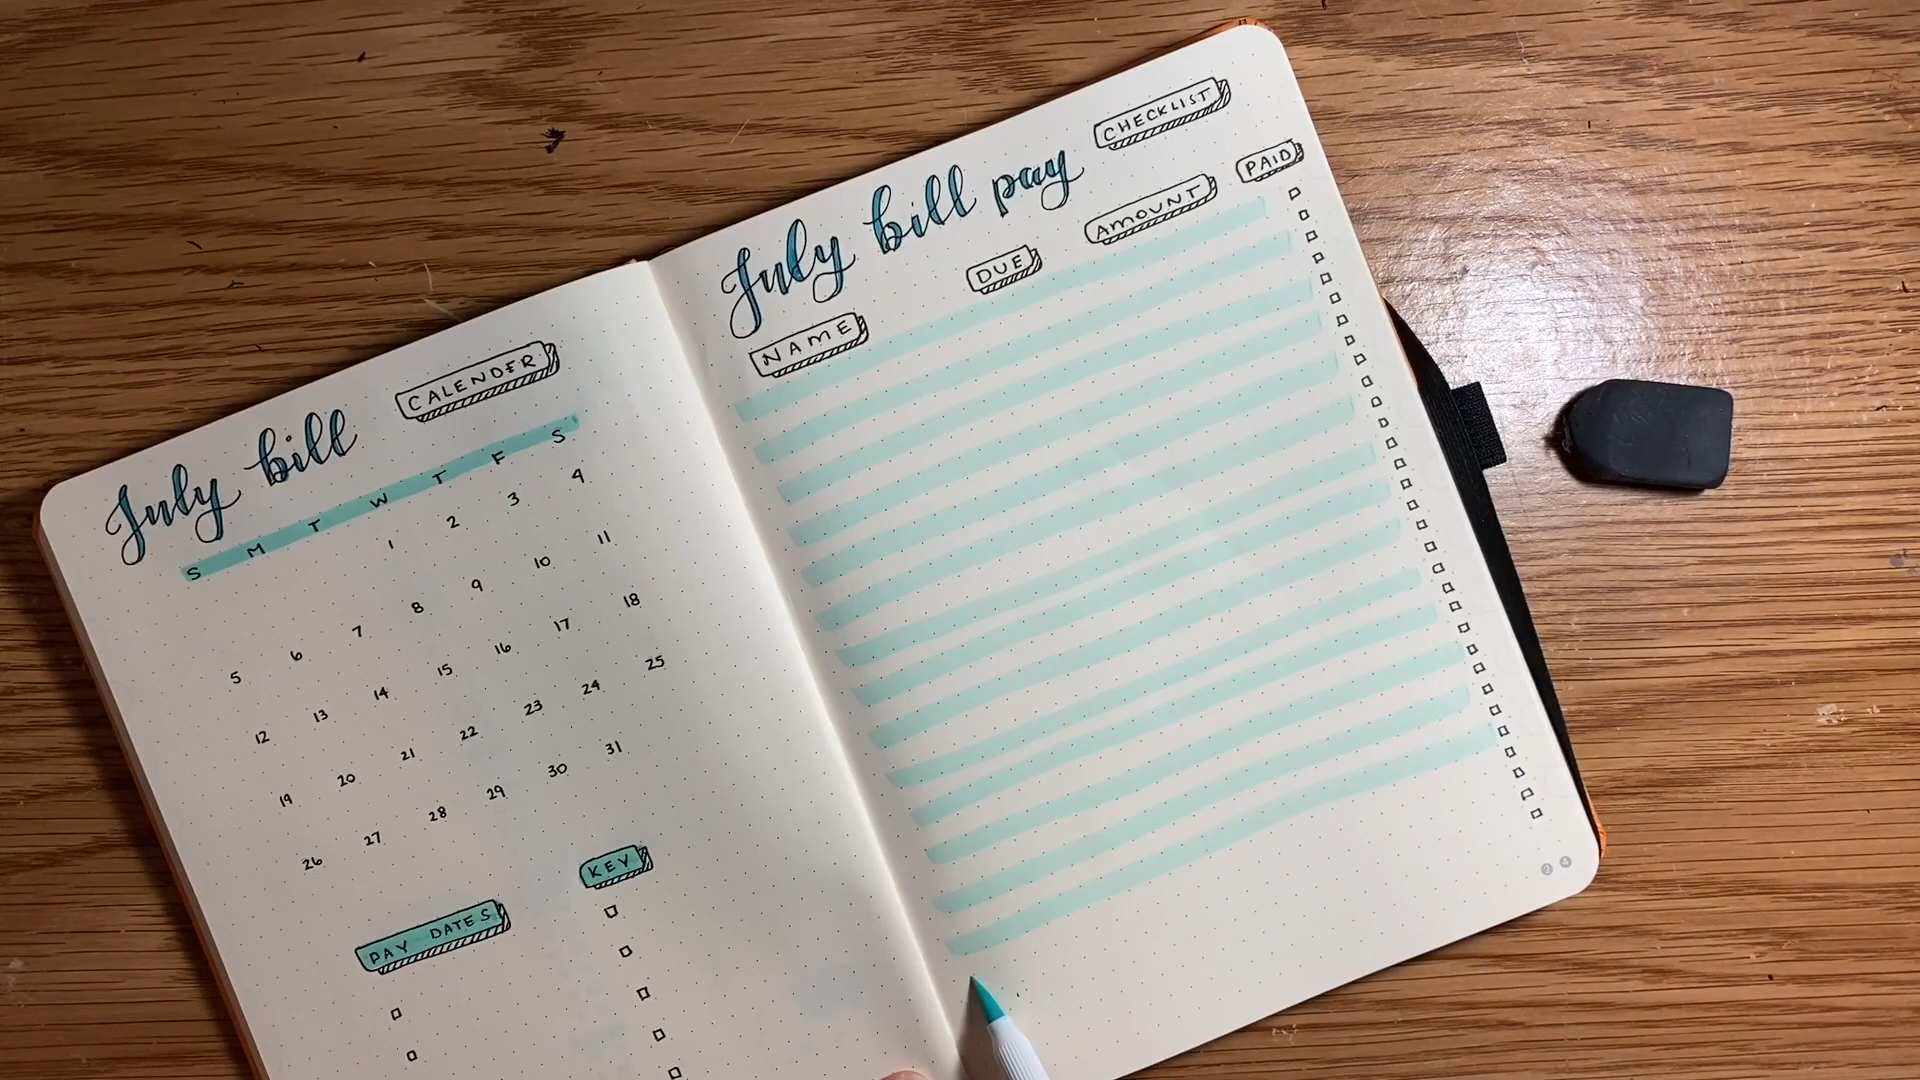 July bill
CALENDER
S M T W T F S
1 2 3 4
5 6 7 8 9 10 11
12 13 14 15 16 17 18
19 20 21 22 23 24 25
26 27 28 29 30 31
PAY DATES
KEY
July bill pay
CHECKLIST
NAME DUE AMOUNT PAID
24